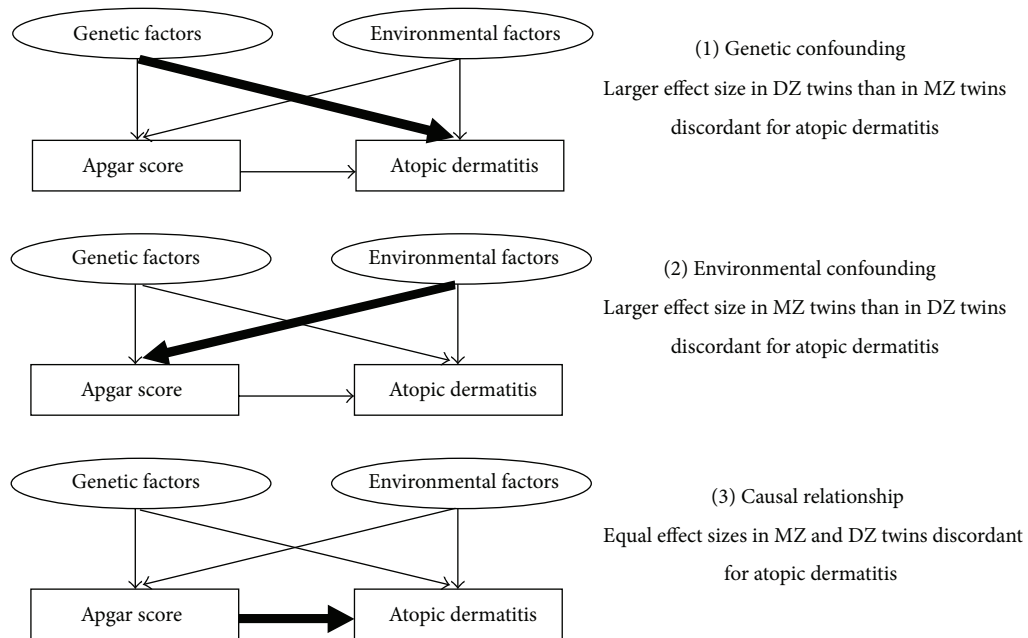 Genetic factors
Environmental factors
Apgar score
Atopic dermatitis
(1) Genetic confounding
Larger effect size in DZ twins than in MZ twins
discordant for atopic dermatitis
Genetic factors
Environmental factors
Apgar score
Atopic dermatitis
(2) Environmental confounding
Larger effect size in MZ twins than in DZ twins
discordant for atopic dermatitis
Genetic factors
Environmental factors
Apgar score
Atopic dermatitis
(3) Causal relationship
Equal effect sizes in MZ and DZ twins discordant
for atopic dermatitis